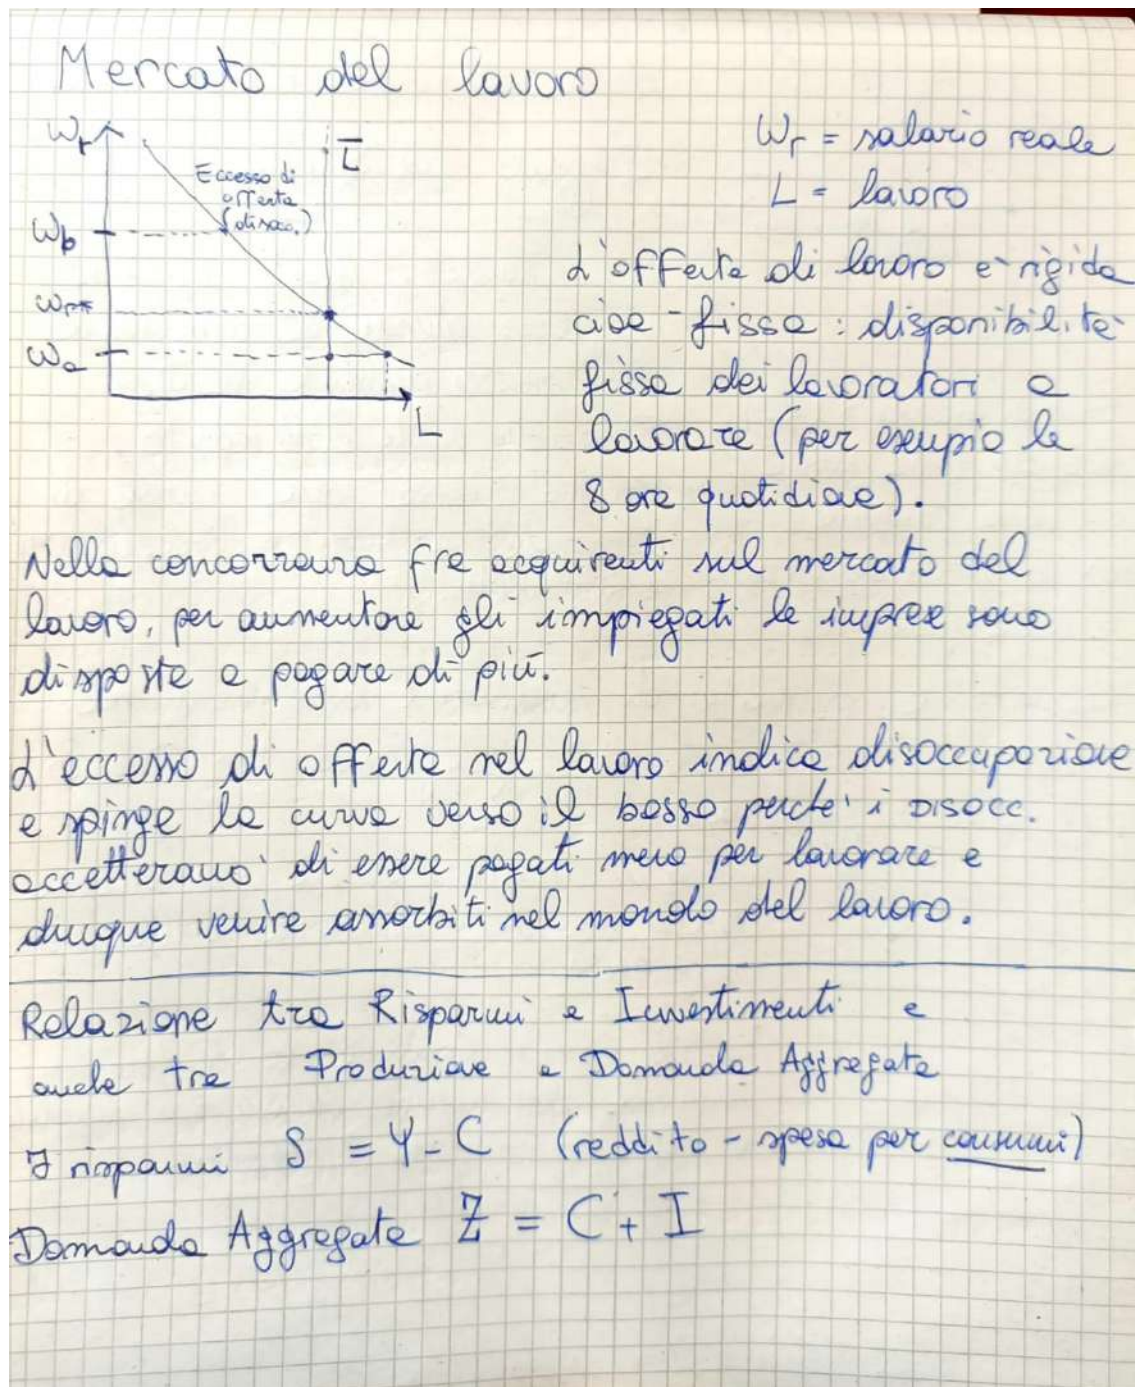 Mercato del lavoro
Wr
L̅
Eccesso di
offerta
(disocc.)
Wb
Wr*
Wa
L
Wr = salario reale
L = lavoro
L'offerta di lavoro è rigida
cioè fissa: disponibilità
fissa dei lavoratori a
lavorare (per esempio le
8 ore quotidiane).
Nella concorrenza fra acquirenti sul mercato del
lavoro, per aumentare gli impiegati le imprese sono
disposte a pagare di più.
L'eccesso di offerta nel lavoro indica disoccupazione
e spinge la curva verso il basso perché i DISOCC.
accetteranno di essere pagati meno per lavorare e
dunque venire assorbiti nel mondo del lavoro.
Relazione tra Risparmi e Investimenti e
anche tra Produzione e Domanda Aggregata
I risparmi S = Y - C (reddito - spesa per consumi)
Domanda Aggregata Z = C + I